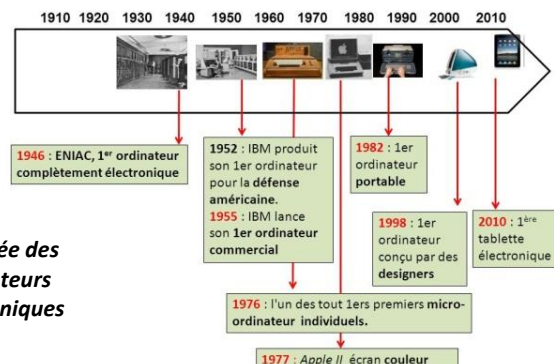 1910 1920 1930 1940 1950 1960 1970 1980 1990 2000 2010
1946 : ENIAC, 1er ordinateur
complètement électronique
1952 : IBM produit
son 1er ordinateur
pour la défense
américaine.
1955 : IBM lance
son 1er ordinateur
commercial
1982 : 1er
ordinateur
portable
1998 : 1er
ordinateur
conçu par des
designers
2010 : 1ère
tablette
électronique
ée des
teurs
niques
1976 : l'un des tout 1ers premiers micro-
ordinateur individuels.
1977 : Apple II écran couleur